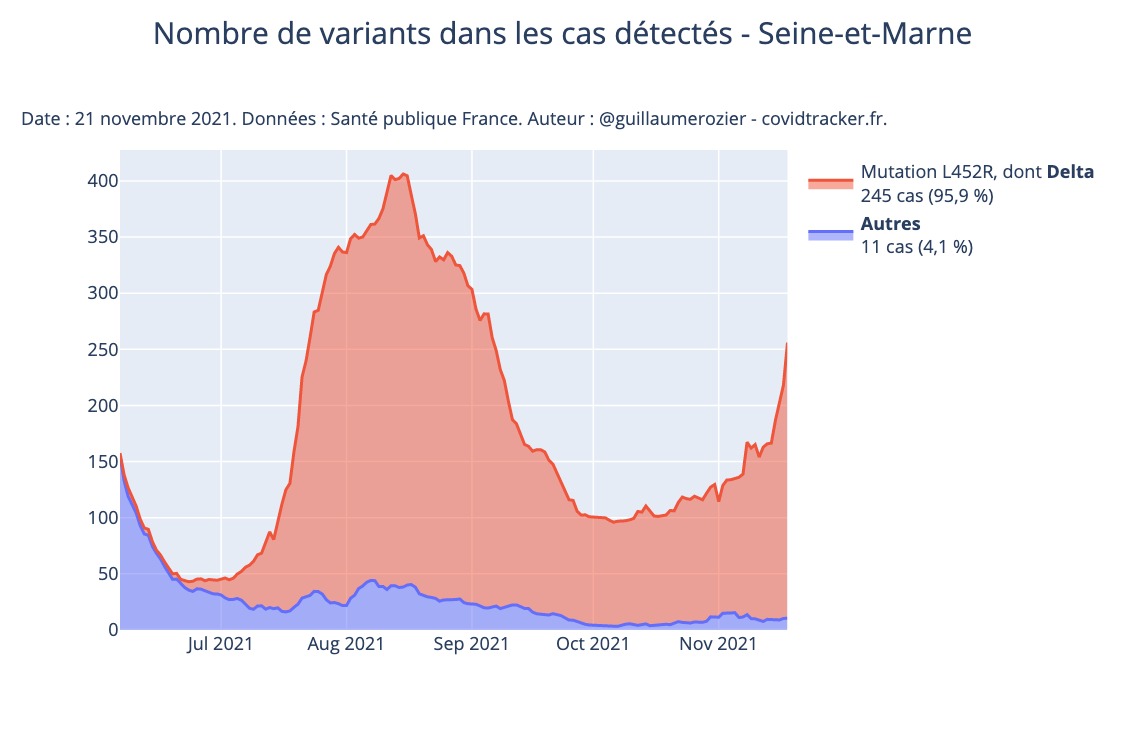 Nombre de variants dans les cas détectés - Seine-et-Marne
Date : 21 novembre 2021. Données : Santé publique France. Auteur : @guillaumerozier - covidtracker.fr.
Mutation L452R, dont Delta
245 cas (95,9 %)
Autres
11 cas (4,1 %)
400
350
300
250
200
150
100
50
0
Jul 2021
Aug 2021
Sep 2021
Oct 2021
Nov 2021